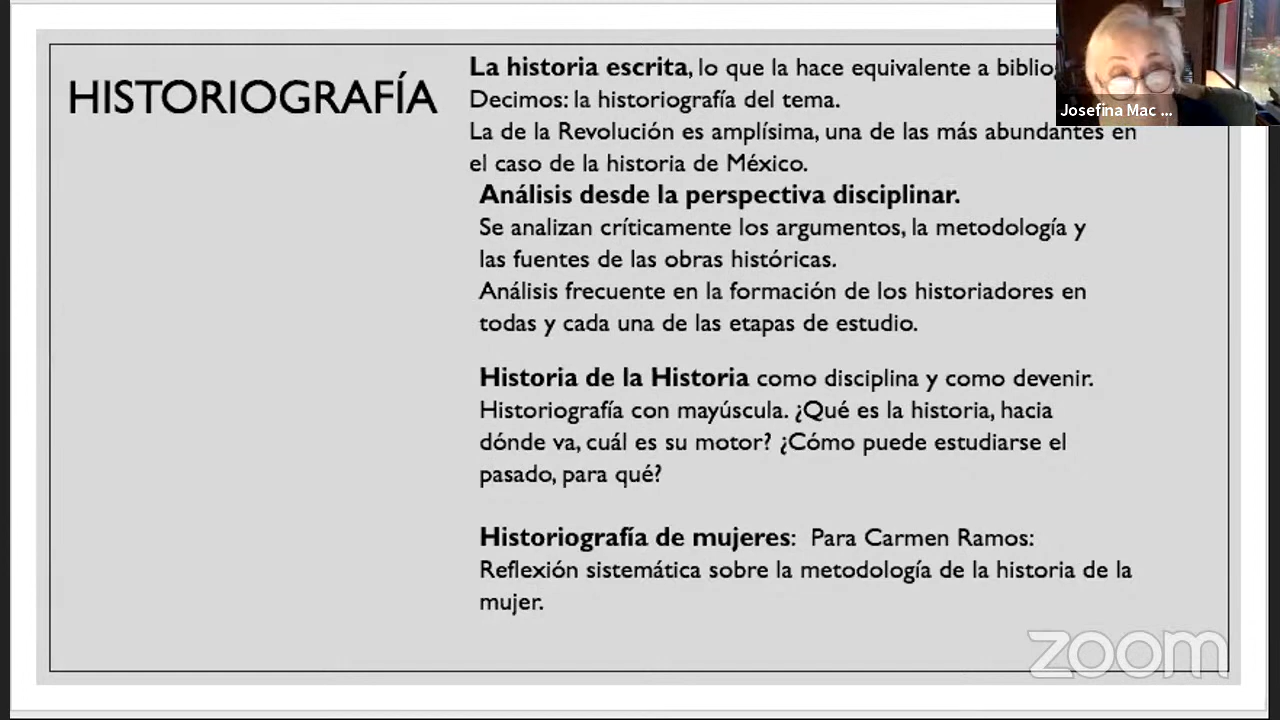 HISTORIOGRAFÍA
La historia escrita, lo que la hace equivalente a
Decimos: la historiografía del tema.
La de la Revolución es amplísima, una de las más abundantes en
el caso de la historia de México.
Análisis desde la perspectiva disciplinar.
Se analizan críticamente los argumentos, la metodología y
las fuentes de las obras históricas.
Análisis frecuente en la formación de los historiadores en
todas y cada una de las etapas de estudio.
Historia de la Historia como disciplina y como devenir.
Historiografía con mayúscula. ¿Qué es la historia, hacia
dónde va, cuál es su motor? ¿Cómo puede estudiarse el
pasado, para qué?
Historiografía de mujeres: Para Carmen Ramos:
Reflexión sistemática sobre la metodología de la historia de la
mujer.
Josefina Mac ...
zoom